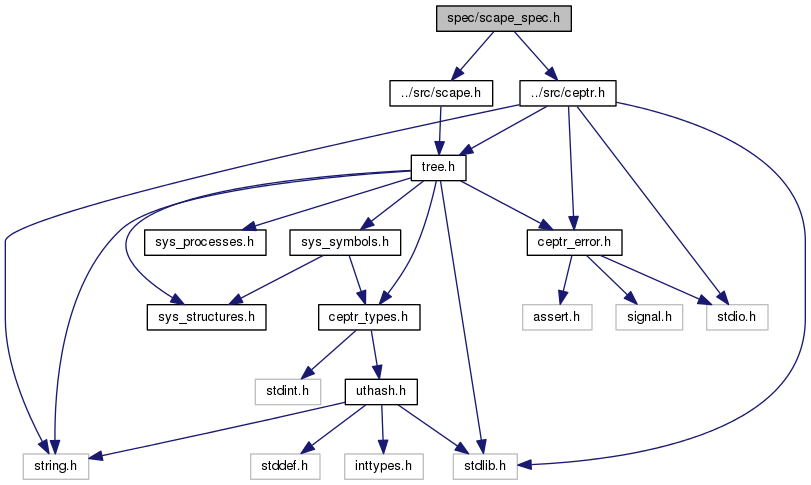 spec/scape_spec.h
../src/scape.h
../src/ceptr.h
tree.h
sys_processes.h
sys_symbols.h
ceptr_error.h
sys_structures.h
ceptr_types.h
assert.h
signal.h
stdio.h
stdint.h
uthash.h
string.h
stddef.h
inttypes.h
stdlib.h